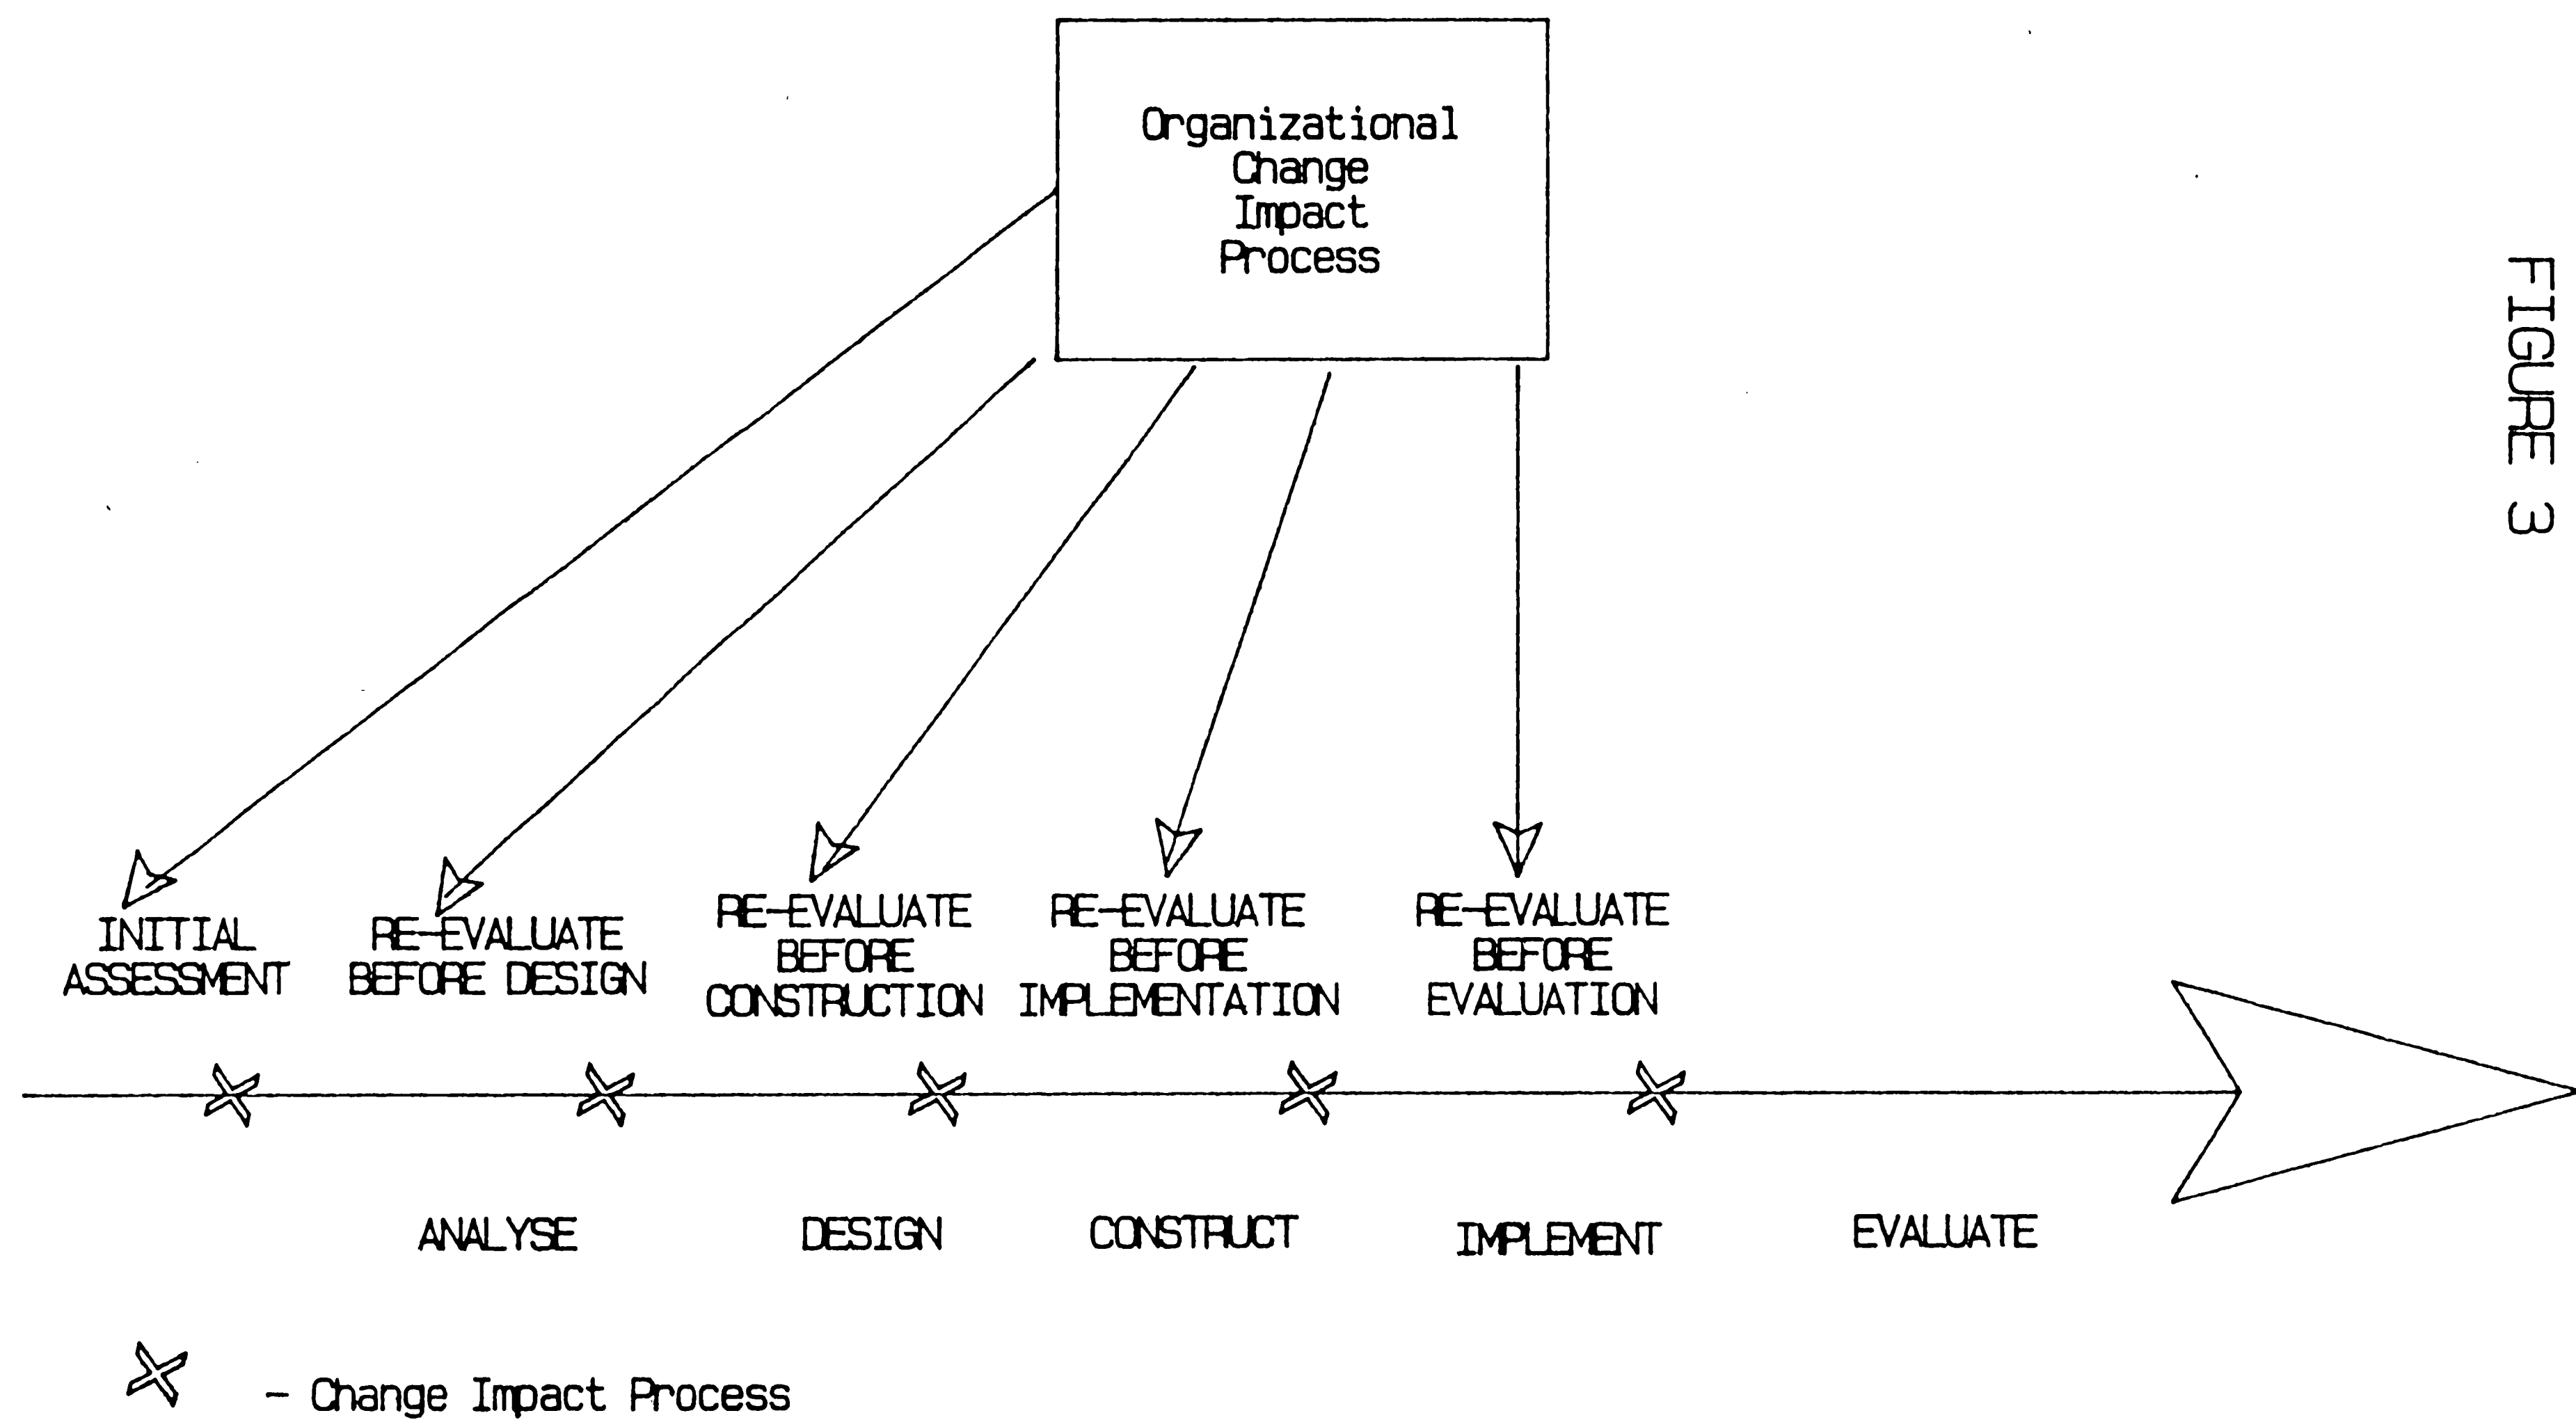 Organizational
Change
Impact
Process
FIGURE 3
INITIAL
ASSESSMENT
RE-EVALUATE
BEFORE DESIGN
RE-EVALUATE
BEFORE
CONSTRUCTION
RE-EVALUATE
BEFORE
IMPLEMENTATION
RE-EVALUATE
BEFORE
EVALUATION
ANALYSE
DESIGN
CONSTRUCT
IMPLEMENT
EVALUATE
- Change Impact Process